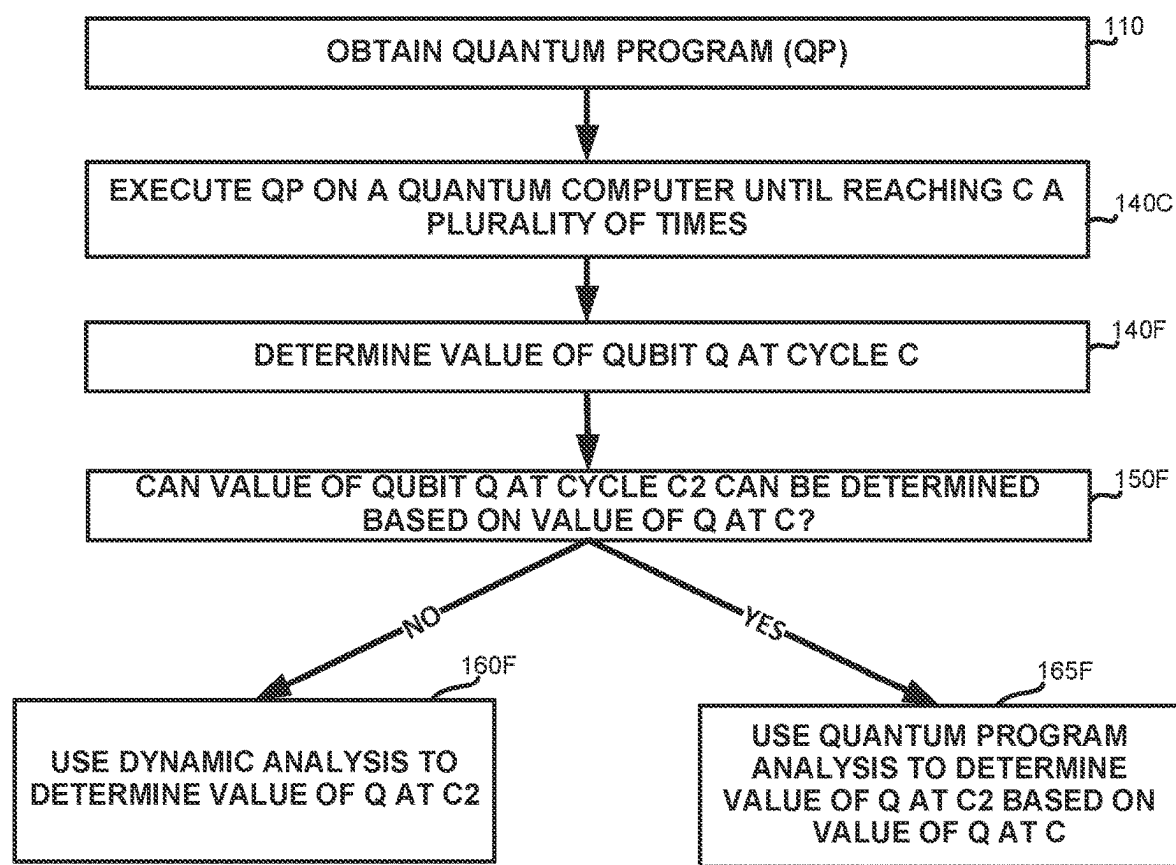 110
OBTAIN QUANTUM PROGRAM (QP)
EXECUTE QP ON A QUANTUM COMPUTER UNTIL REACHING C A
PLURALITY OF TIMES
140C
DETERMINE VALUE OF QUBIT Q AT CYCLE C
140F
CAN VALUE OF QUBIT Q AT CYCLE C2 CAN BE DETERMINED
BASED ON VALUE OF Q AT C?
150F
NO
YES
160F
USE DYNAMIC ANALYSIS TO
DETERMINE VALUE OF Q AT C2
165F
USE QUANTUM PROGRAM
ANALYSIS TO DETERMINE
VALUE OF Q AT C2 BASED ON
VALUE OF Q AT C